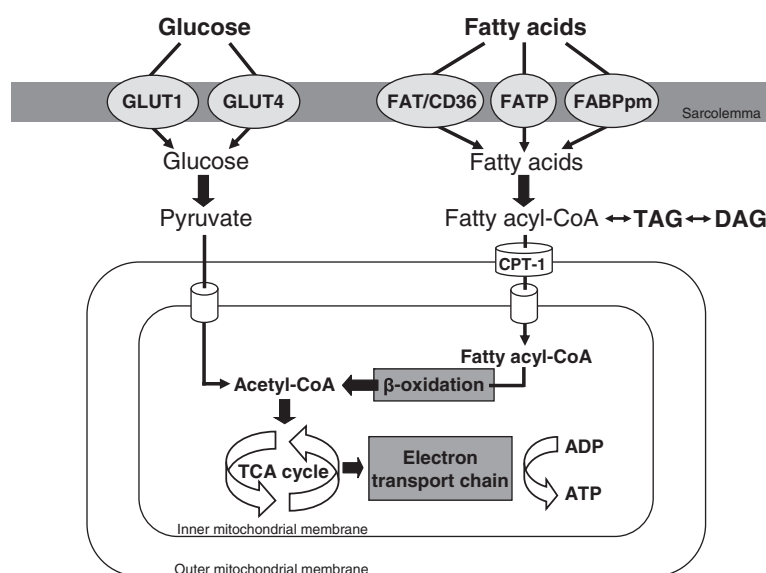 Glucose
Fatty acids
GLUT1
GLUT4
FAT/CD36
FATP
FABPpm
Sarcolemma
Glucose
Fatty acids
Pyruvate
Fatty acyl-CoA
TAG
DAG
CPT-1
Fatty acyl-CoA
Acetyl-CoA
β-oxidation
TCA cycle
Electron
transport chain
ADP
ATP
Inner mitochondrial membrane
Outer mitochondrial membrane